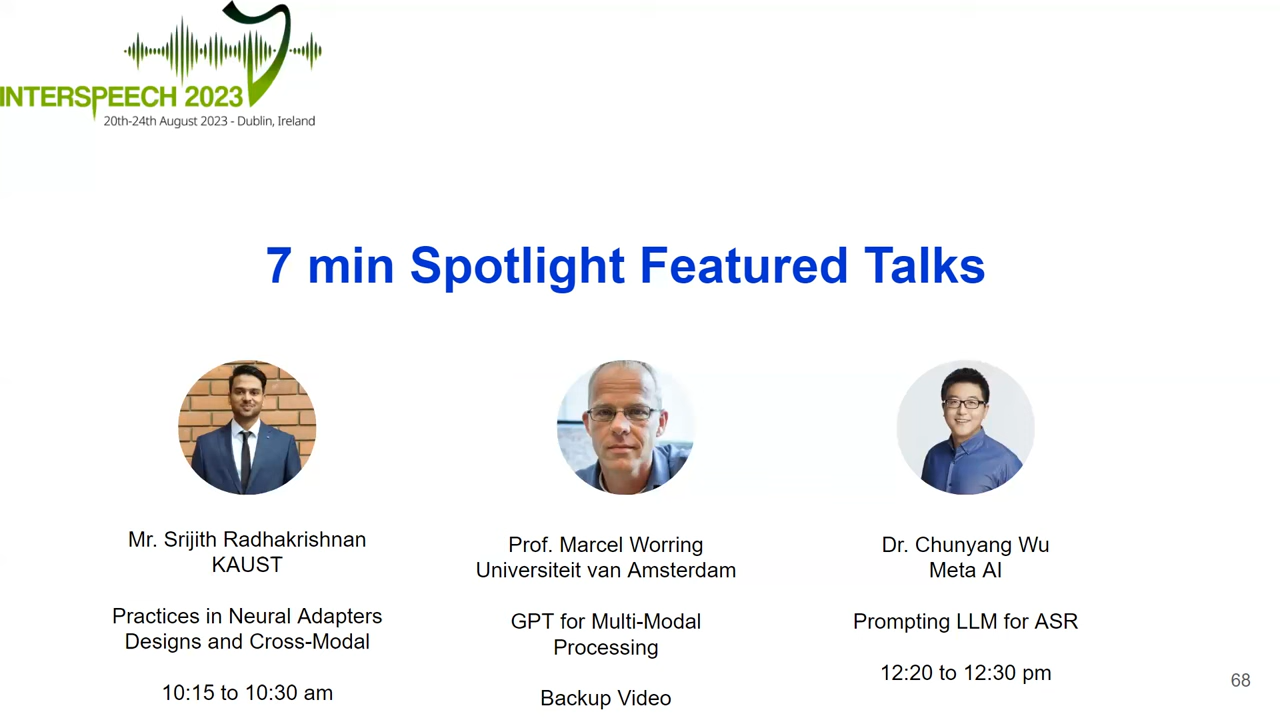 INTERSPEECH 2023
20th-24th August 2023 - Dublin, Ireland
7 min Spotlight Featured Talks
Mr. Srijith Radhakrishnan
KAUST
Practices in Neural Adapters
Designs and Cross-Modal
10:15 to 10:30 am
Prof. Marcel Worring
Universiteit van Amsterdam
GPT for Multi-Modal
Processing
Backup Video
Dr. Chunyang Wu
Meta AI
Prompting LLM for ASR
12:20 to 12:30 pm
68